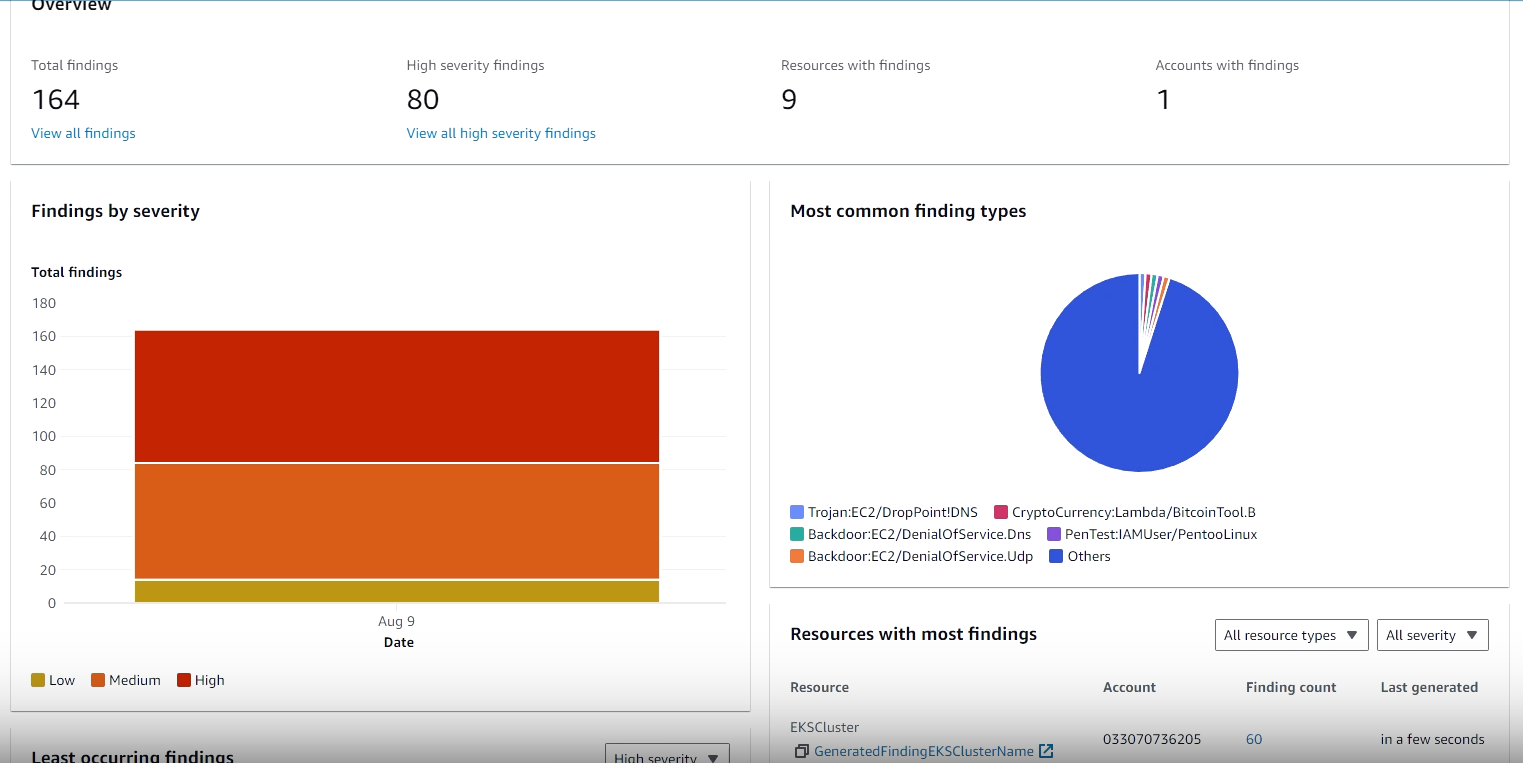 Overview
Total findings
164
View all findings
High severity findings
80
View all high severity findings
Resources with findings
9
Accounts with findings
1
Findings by severity
Total findings
180
160
140
120
100
80
60
40
20
0
Aug 9
Date
Low Medium High
Most common finding types
Trojan:EC2/DropPoint!DNS CryptoCurrency:Lambda/BitcoinTool.B
Backdoor:EC2/DenialOfService.Dns PenTest:IAMUser/PentooLinux
Backdoor:EC2/DenialOfService.Udp Others
Resources with most findings All resource types All severity
Resource Account Finding count Last generated
EKSCluster
GeneratedFindingEKSClusterName 033070736205 60 in a few seconds
Least occurring findings High severity